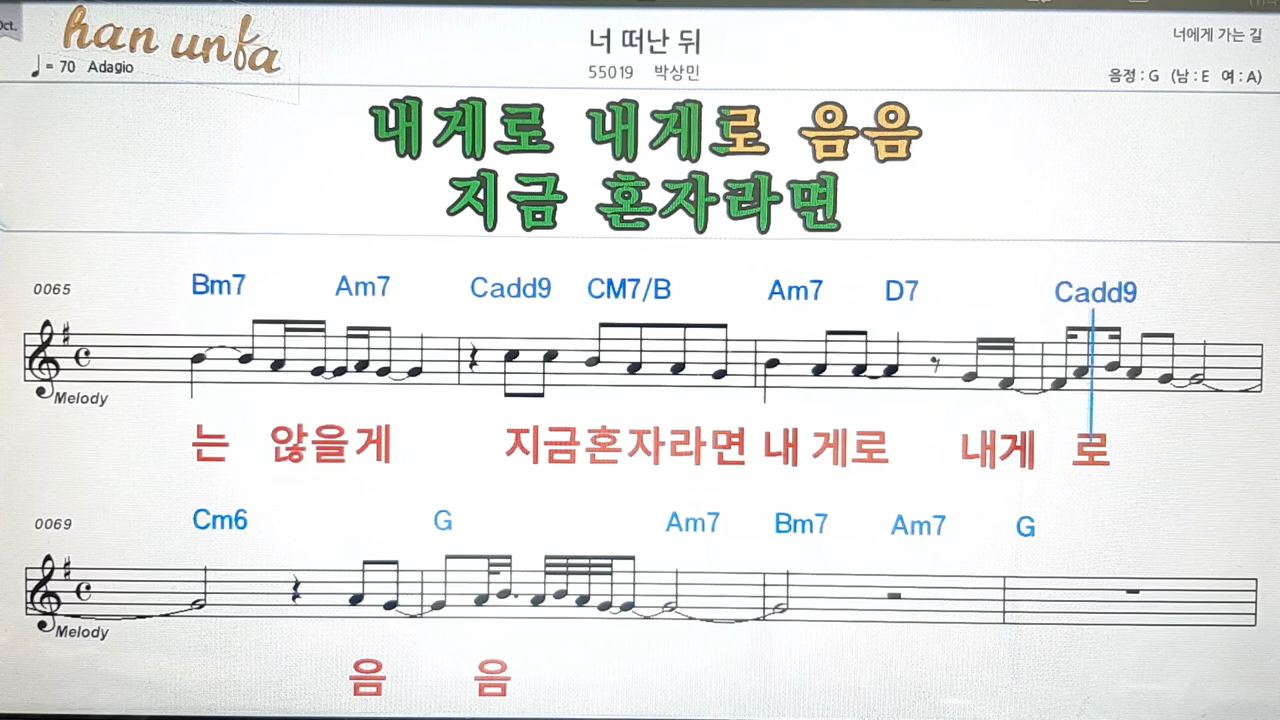 Oct.
han unfa
너 떠난 뒤
너에게 가는 길
= 70 Adagio
55019 박상민
음정 : G (남 : E 여 : A)
내게로 내게로 음음
지금 혼자라면
0065
Bm7 Am7 Cadd9 CM7/B Am7 D7 Cadd9
Melody
는 않을게 지금혼자라면 내 게로 내게 로
0069
Cm6 G Am7 Bm7 Am7 G
Melody
음 음